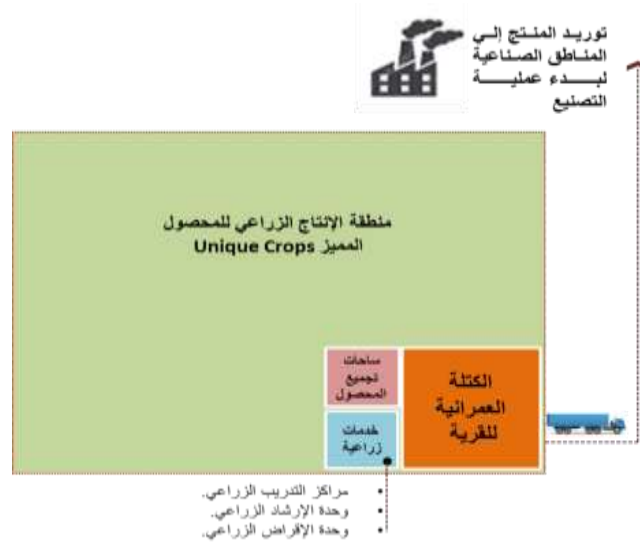 توريد المنتج إلي
المناطق الصناعية
لبدء عملية
التصنيع
منطقة الإنتاج الزراعي للمحصول
المميز Unique Crops
ساحات
تجميع
المحصول
الكتلة
العمرانية
للقرية
خدمات
زراعية
• مراكز التدريب الزراعي.
• وحدة الإرشاد الزراعي.
• وحدة الإقراض الزراعي.